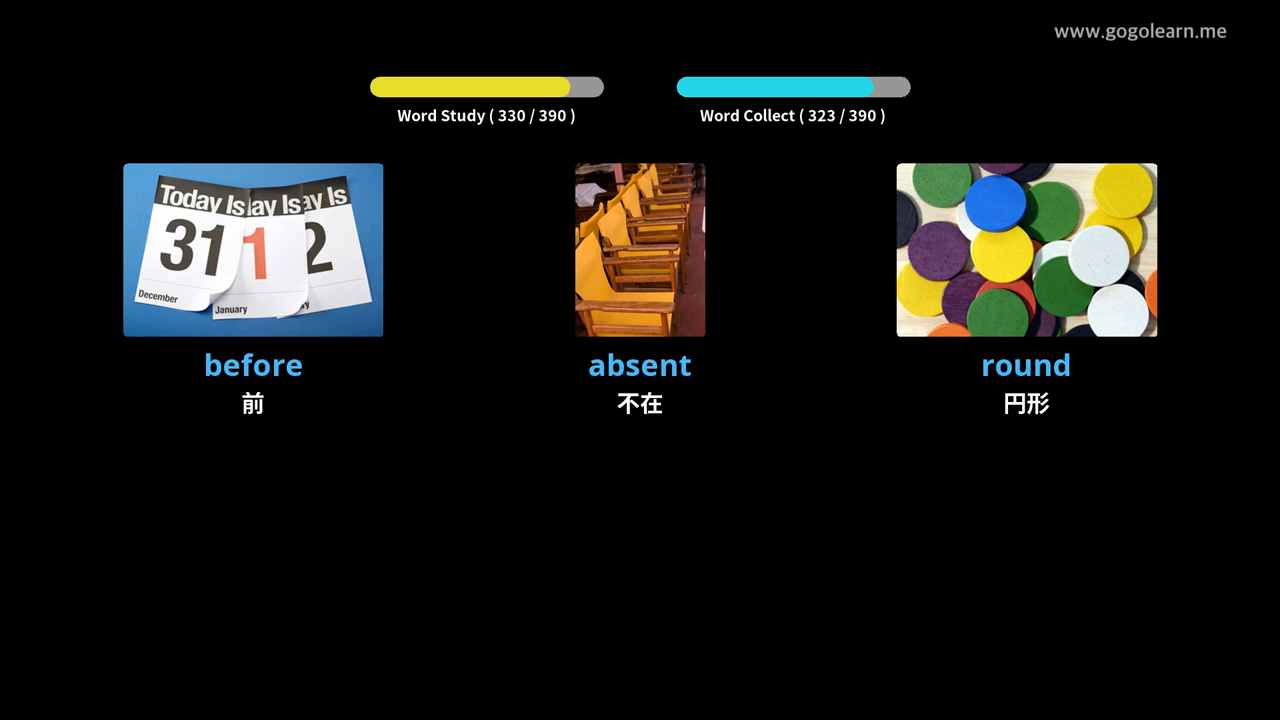 www.gogolearn.me
Word Study ( 330 / 390 )
Word Collect ( 323 / 390 )
Today Is
ay Is
ay Is
31
1
2
December
January
before
absent
round
前
不在
円形